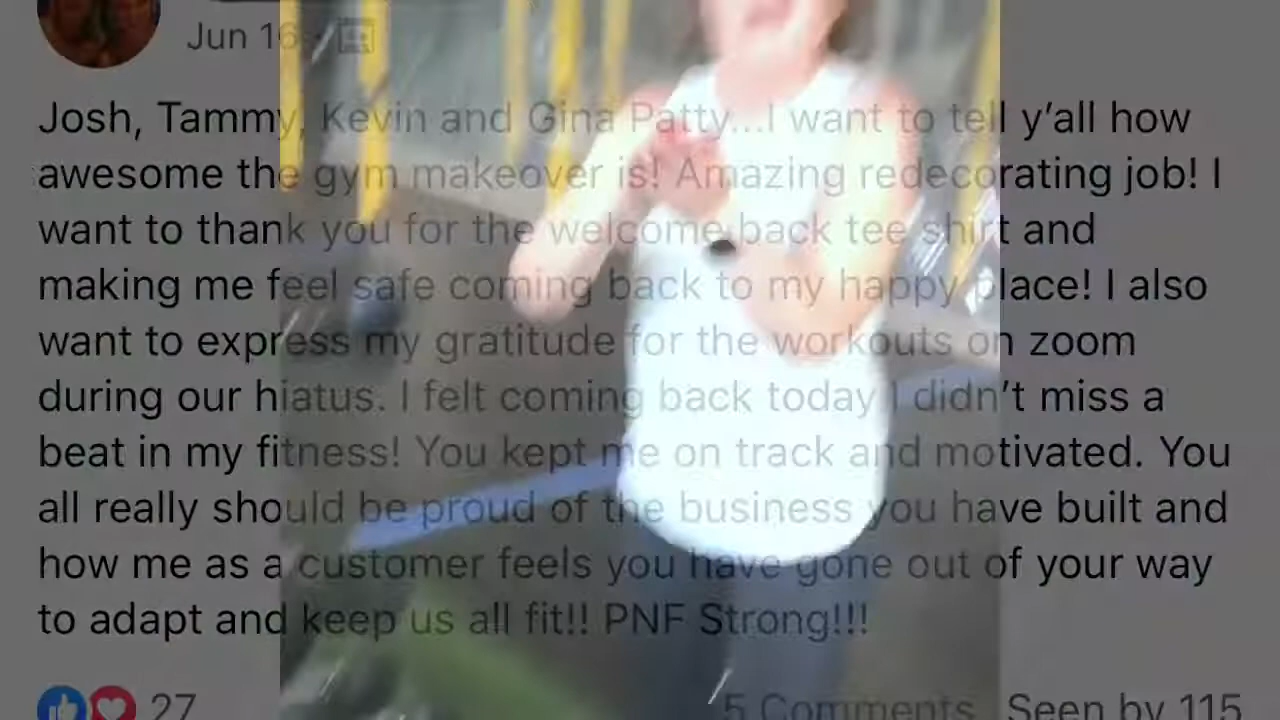 Jun 16
Josh, Tammy, Kevin and Gina Patty...I want to tell y’all how
awesome the gym makeover is! Amazing redecorating job! I
want to thank you for the welcome back tee shirt and
making me feel safe coming back to my happy place! I also
want to express my gratitude for the workouts on zoom
during our hiatus. I felt coming back today I didn’t miss a
beat in my fitness! You kept me on track and motivated. You
all really should be proud of the business you have built and
how me as a customer feels you have gone out of your way
to adapt and keep us all fit!! PNF Strong!!!
27 5 Comments Seen by 115